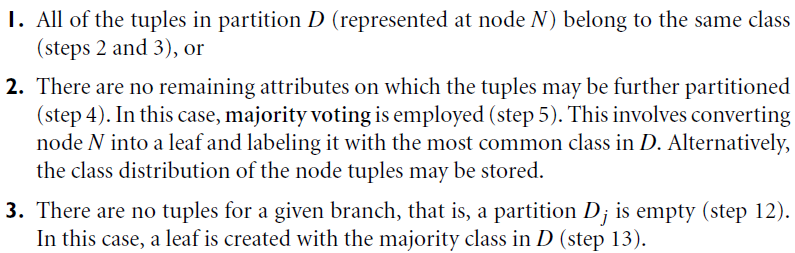 1. All of the tuples in partition D (represented at node N) belong to the same class
(steps 2 and 3), or
2. There are no remaining attributes on which the tuples may be further partitioned
(step 4). In this case, majority voting is employed (step 5). This involves converting
node N into a leaf and labeling it with the most common class in D. Alternatively,
the class distribution of the node tuples may be stored.
3. There are no tuples for a given branch, that is, a partition Dj is empty (step 12).
In this case, a leaf is created with the majority class in D (step 13).